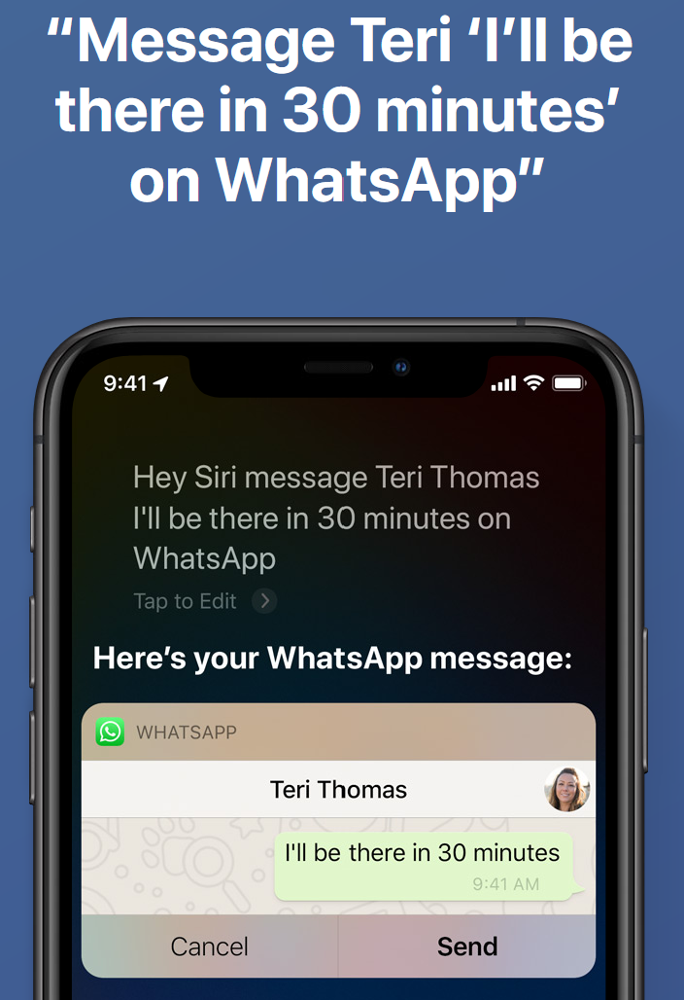 “Message Teri ‘I’ll be
there in 30 minutes’
on WhatsApp”
9:41
Hey Siri message Teri Thomas
I'll be there in 30 minutes on
WhatsApp
Tap to Edit
Here’s your WhatsApp message:
WHATSAPP
Teri Thomas
I'll be there in 30 minutes
9:41 AM
Cancel Send